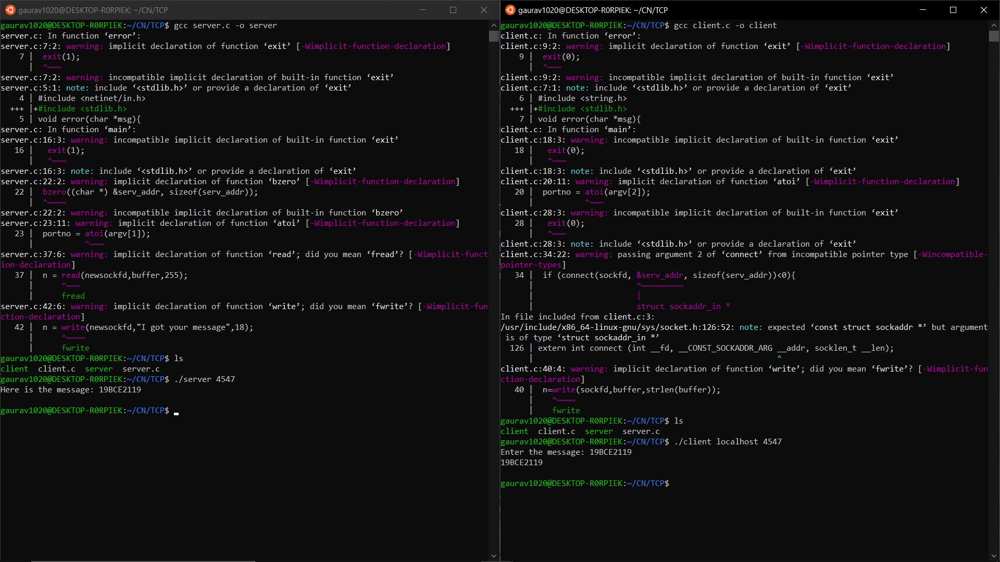 gaurav1020@DESKTOP-R0RPIEK: ~/CN/TCP
gaurav1020@DESKTOP-R0RPIEK:~/CN/TCP$ gcc server.c -o server
server.c: In function ‘error’:
server.c:7:2: warning: implicit declaration of function ‘exit’ [-Wimplicit-function-declaration]
7 | exit(1);
| ^~~~
server.c:7:2: warning: incompatible implicit declaration of built-in function ‘exit’
server.c:5:1: note: include ‘<stdlib.h>’ or provide a declaration of ‘exit’
4 | #include <netinet/in.h>
+++ |+#include <stdlib.h>
5 | void error(char *msg){
server.c: In function ‘main’:
server.c:16:3: warning: incompatible implicit declaration of built-in function ‘exit’
16 | exit(1);
| ^~~~
server.c:16:3: note: include ‘<stdlib.h>’ or provide a declaration of ‘exit’
server.c:22:2: warning: implicit declaration of function ‘bzero’ [-Wimplicit-function-declaration]
22 | bzero((char *) &serv_addr, sizeof(serv_addr));
| ^~~~~
server.c:22:2: warning: incompatible implicit declaration of built-in function ‘bzero’
server.c:23:11: warning: implicit declaration of function ‘atoi’ [-Wimplicit-function-declaration]
23 | portno = atoi(argv[1]);
| ^~~~
server.c:37:6: warning: implicit declaration of function ‘read’; did you mean ‘fread’? [-Wimplicit-funct
ion-declaration]
37 | n = read(newsockfd,buffer,255);
| ^~~~
| fread
server.c:42:6: warning: implicit declaration of function ‘write’; did you mean ‘fwrite’? [-Wimplicit-fun
ction-declaration]
42 | n = write(newsockfd,"I got your message",18);
| ^~~~~
| fwrite
gaurav1020@DESKTOP-R0RPIEK:~/CN/TCP$ ls
client client.c server server.c
gaurav1020@DESKTOP-R0RPIEK:~/CN/TCP$ ./server 4547
Here is the message: 19BCE2119
gaurav1020@DESKTOP-R0RPIEK:~/CN/TCP$
gaurav1020@DESKTOP-R0RPIEK: ~/CN/TCP
gaurav1020@DESKTOP-R0RPIEK:~/CN/TCP$ gcc client.c -o client
client.c: In function ‘error’:
client.c:9:2: warning: implicit declaration of function ‘exit’ [-Wimplicit-function-declaration]
9 | exit(0);
| ^~~~
client.c:9:2: warning: incompatible implicit declaration of built-in function ‘exit’
client.c:7:1: note: include ‘<stdlib.h>’ or provide a declaration of ‘exit’
6 | #include <string.h>
+++ |+#include <stdlib.h>
7 | void error(char *msg){
client.c: In function ‘main’:
client.c:18:3: warning: incompatible implicit declaration of built-in function ‘exit’
18 | exit(0);
| ^~~~
client.c:18:3: note: include ‘<stdlib.h>’ or provide a declaration of ‘exit’
client.c:20:11: warning: implicit declaration of function ‘atoi’ [-Wimplicit-function-declaration]
20 | portno = atoi(argv[2]);
| ^~~~
client.c:28:3: warning: incompatible implicit declaration of built-in function ‘exit’
28 | exit(0);
| ^~~~
client.c:28:3: note: include ‘<stdlib.h>’ or provide a declaration of ‘exit’
client.c:34:22: warning: passing argument 2 of ‘connect’ from incompatible pointer type [-Wincompatible-
pointer-types]
34 | if (connect(sockfd, &serv_addr, sizeof(serv_addr))<0){
| ^~~~~~~~~~
| |
| struct sockaddr_in *
In file included from client.c:3:
/usr/include/x86_64-linux-gnu/sys/socket.h:126:52: note: expected ‘const struct sockaddr *’ but argument
is of type ‘struct sockaddr_in *’
126 | extern int connect (int __fd, __CONST_SOCKADDR_ARG __addr, socklen_t __len);
| ^
client.c:40:4: warning: implicit declaration of function ‘write’; did you mean ‘fwrite’? [-Wimplicit-fun
ction-declaration]
40 | n=write(sockfd,buffer,strlen(buffer));
| ^~~~~
| fwrite
gaurav1020@DESKTOP-R0RPIEK:~/CN/TCP$ ls
client client.c server server.c
gaurav1020@DESKTOP-R0RPIEK:~/CN/TCP$ ./client localhost 4547
Enter the message: 19BCE2119
19BCE2119
gaurav1020@DESKTOP-R0RPIEK:~/CN/TCP$